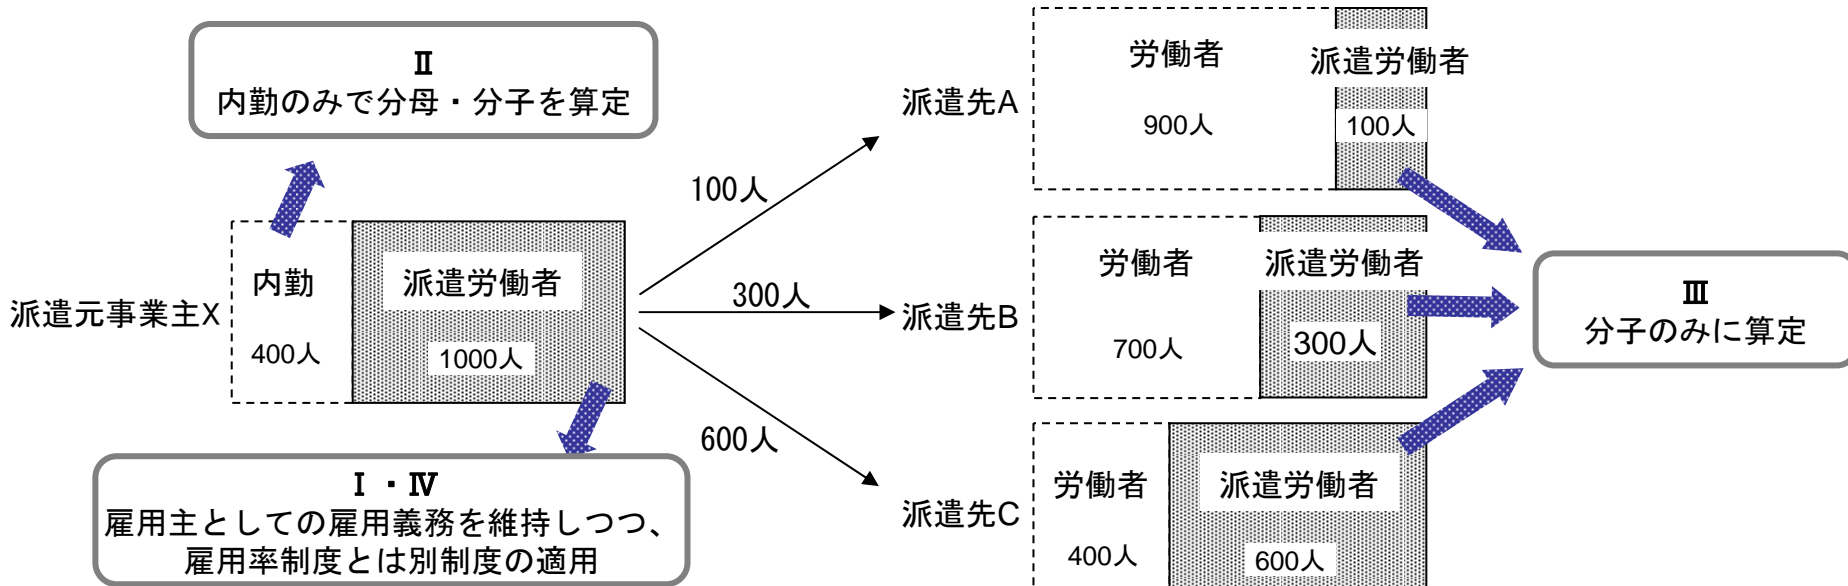 Ⅱ
内勤のみで分母・分子を算定
派遣元事業主X
内勤
400人
派遣労働者
1000人
Ⅰ・Ⅳ
雇用主としての雇用義務を維持しつつ、
雇用率制度とは別制度の適用
100人
300人
600人
派遣先A
労働者
900人
派遣労働者
100人
派遣先B
労働者
700人
派遣労働者
300人
派遣先C
労働者
400人
派遣労働者
600人
Ⅲ
分子のみに算定